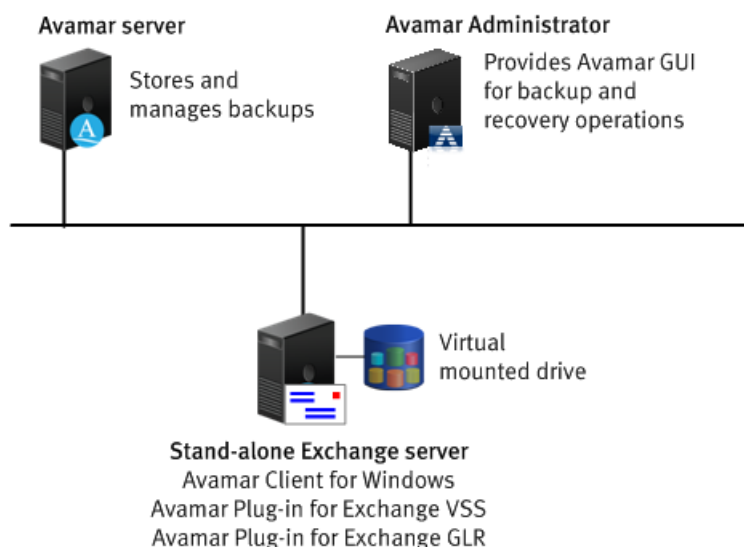 Avamar server
Stores and
manages backups
Avamar Administrator
Provides Avamar GUI
for backup and
recovery operations
A
Virtual
mounted drive
Stand-alone Exchange server
Avamar Client for Windows
Avamar Plug-in for Exchange VSS
Avamar Plug-in for Exchange GLR